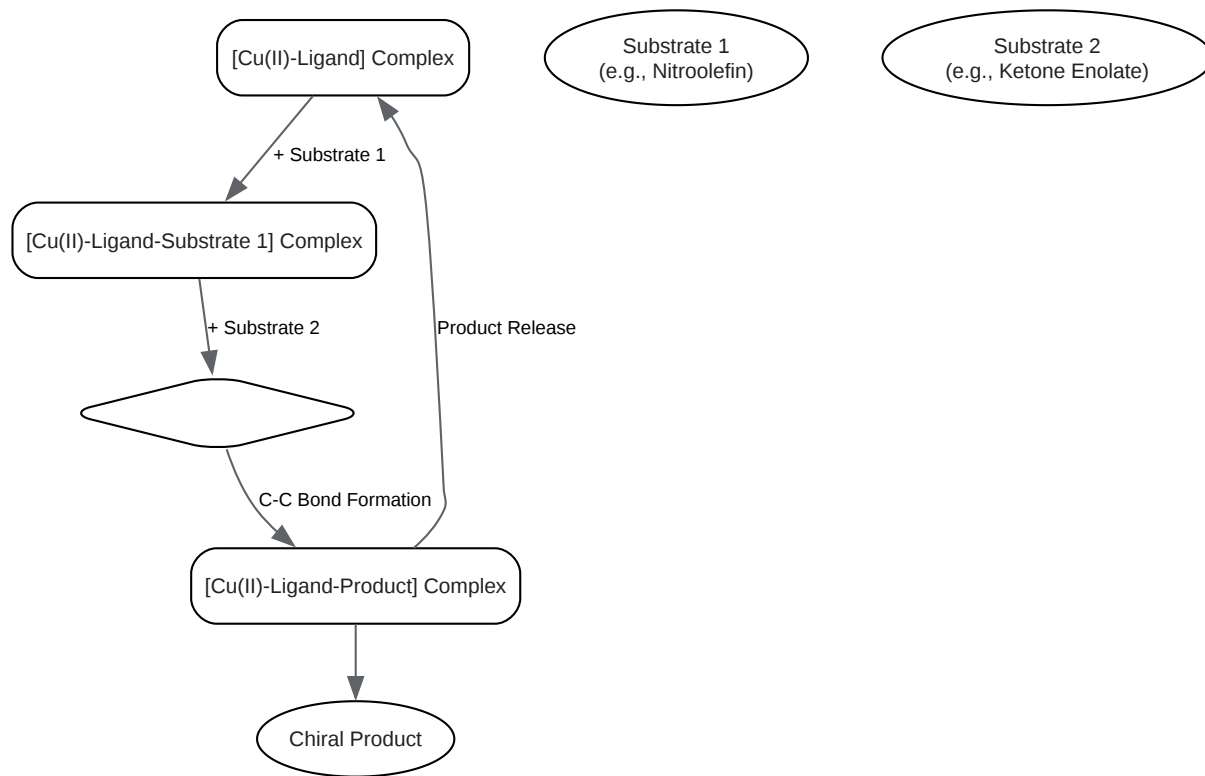 [Cu(II)-Ligand] Complex
Substrate 1
(e.g., Nitroolefin)
Substrate 2
(e.g., Ketone Enolate)
+ Substrate 1
[Cu(II)-Ligand-Substrate 1] Complex
+ Substrate 2
Product Release
C-C Bond Formation
[Cu(II)-Ligand-Product] Complex
Chiral Product